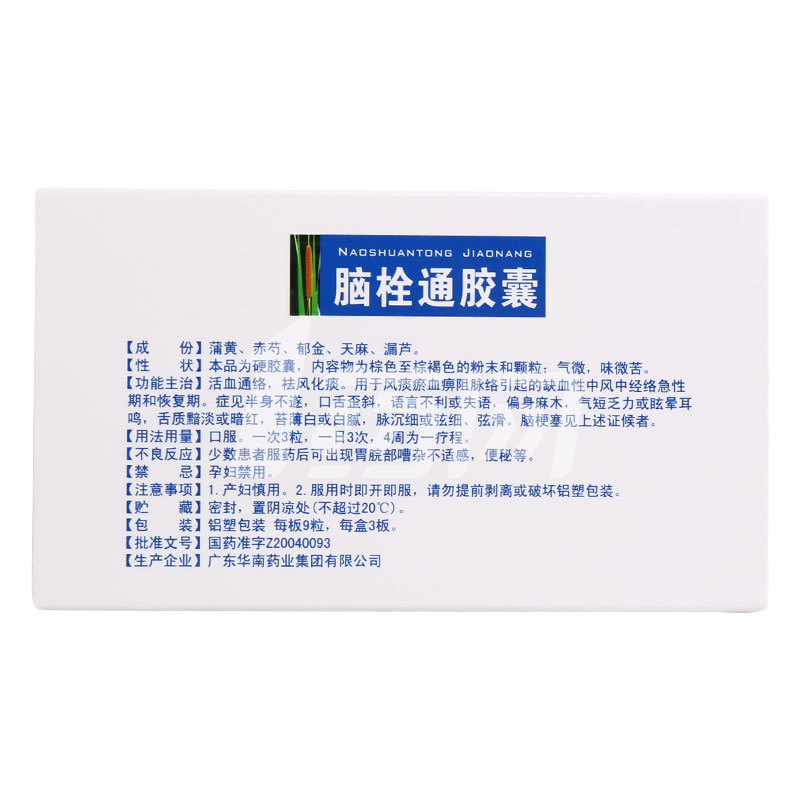 NAOSHUANTONG JIAONANG
脑栓通胶囊
【成　份】蒲黄、赤芍、郁金、天麻、漏芦。
【性　状】本品为硬胶囊，内容物为棕色至棕褐色的粉末和颗粒；气微，味微苦。
【功能主治】活血通络，祛风化痰。用于风痰瘀血痹阻脉络引起的缺血性中风中经络急性
期和恢复期。症见半身不遂，口舌歪斜，语言不利或失语，偏身麻木，气短乏力或眩晕耳
鸣，舌质黯淡或暗红，苔薄白或白腻，脉沉细或弦细、弦滑。脑梗塞见上述证候者。
【用法用量】口服。一次3粒，一日3次，4周为一疗程。
【不良反应】少数患者服药后可出现胃脘部嘈杂不适感，便秘等。
【禁　忌】孕妇禁用。
【注意事项】1.产妇慎用。2.服用时即开即服，请勿提前剥离或破坏铝塑包装。
【贮　藏】密封，置阴凉处(不超过20℃)。
【包　装】铝塑包装 每板9粒，每盒3板。
【批准文号】国药准字Z20040093
【生产企业】广东华南药业集团有限公司